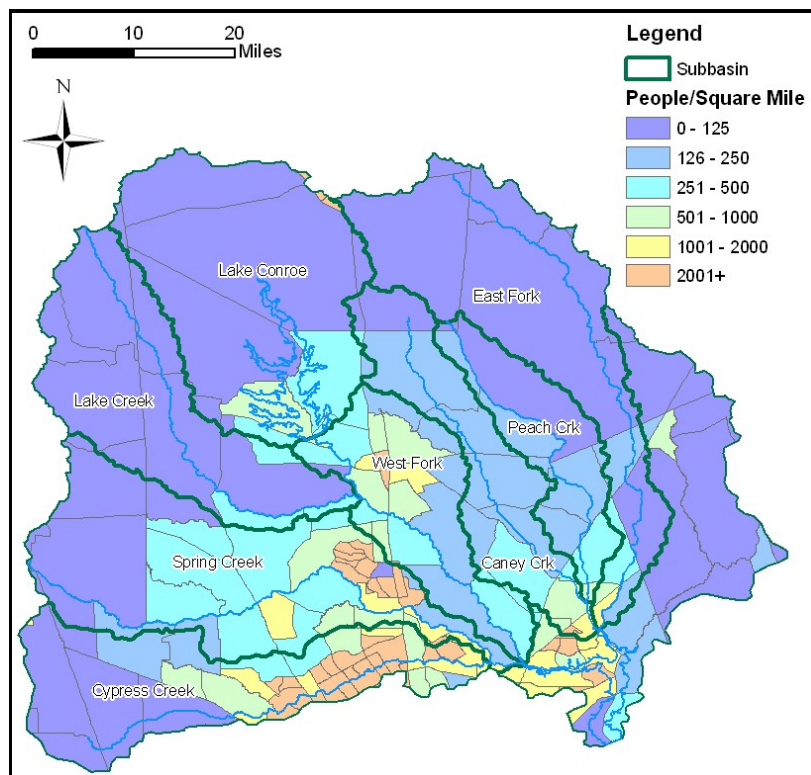 0 10 20
Miles
N
Legend
Subbasin
People/Square Mile
0 - 125
126 - 250
251 - 500
501 - 1000
1001 - 2000
2001+
Lake Conroe
East Fork
Lake Creek
Peach Crk
West Fork
Spring Creek
Caney Crk
Cypress Creek